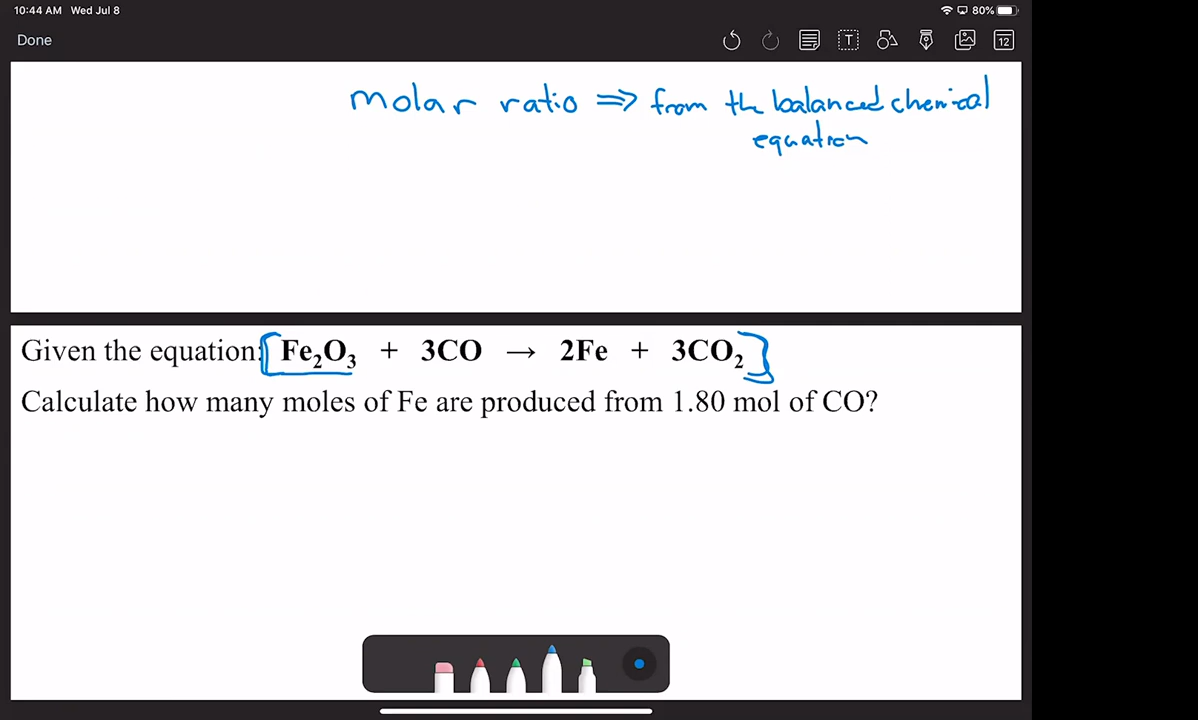 10:44 AM Wed Jul 8 80%
Done T 12
molar ratio ⇒ from the balanced chemical
equation
Given the equation: [Fe₂O₃ + 3CO → 2Fe + 3CO₂]
Calculate how many moles of Fe are produced from 1.80 mol of CO?